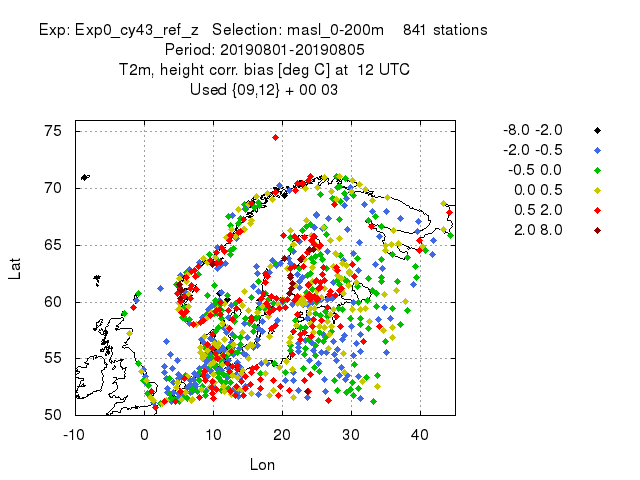 Exp: Exp0_cy43_ref_z   Selection: masl_0-200m    841 stations
Period: 20190801-20190805
T2m, height corr. bias [deg C] at  12 UTC
Used {09,12} + 00 03
-8.0 -2.0
-2.0 -0.5
-0.5 0.0
0.0 0.5
0.5 2.0
2.0 8.0
75
70
65
60
55
50
Lat
-10 0 10 20 30 40
Lon